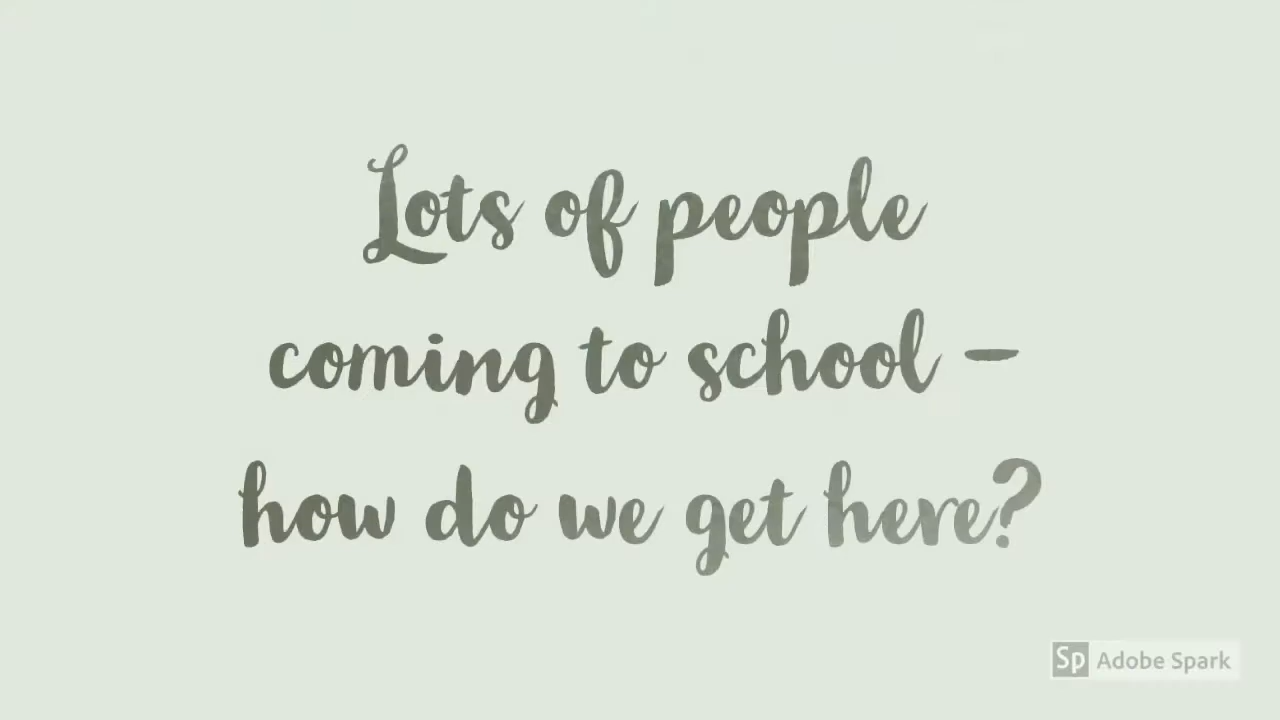 Lots of people
coming to school –
how do we get here?
Sp Adobe Spark